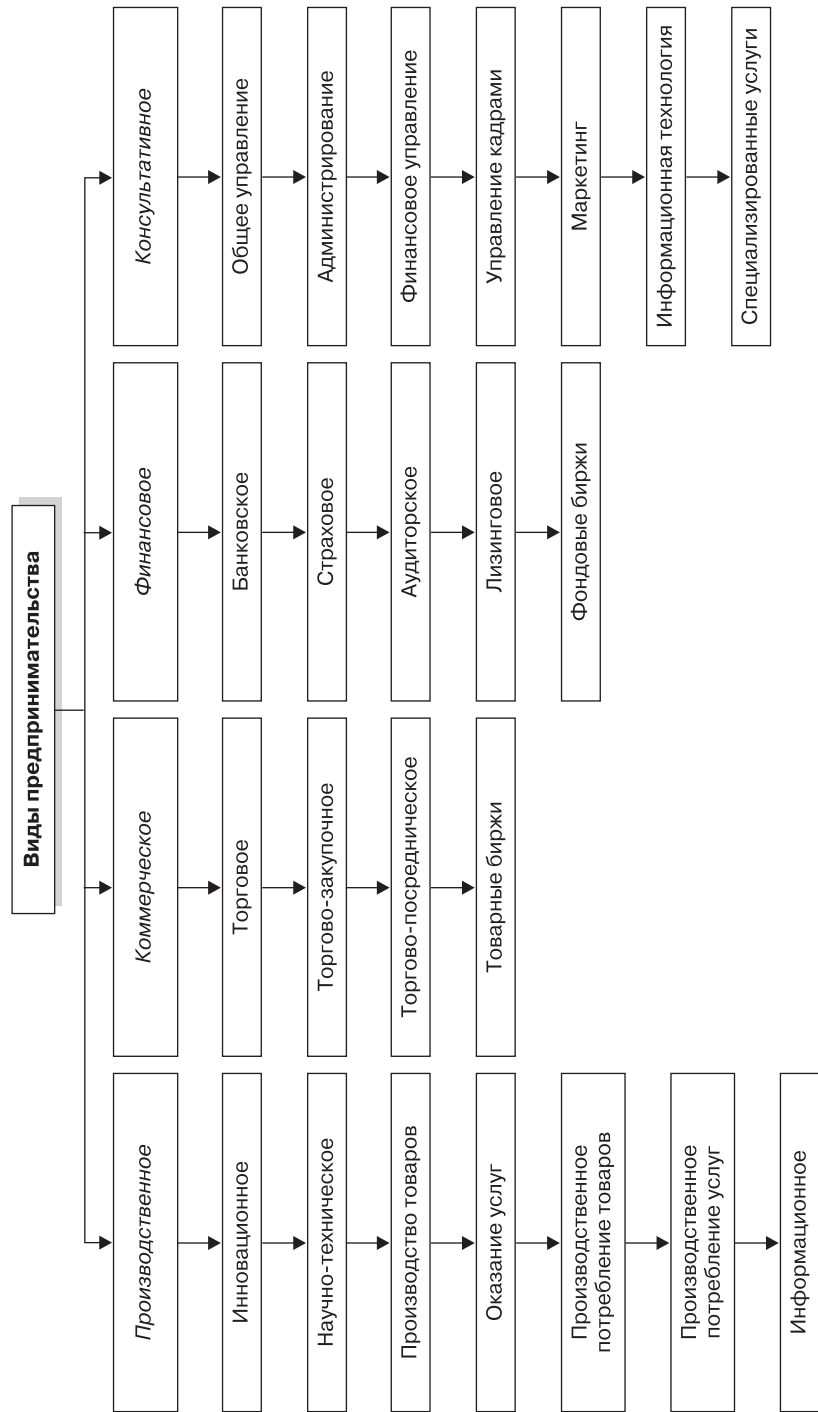 Виды предпринимательства
Производственное
Инновационное
Научно-техническое
Производство товаров
Оказание услуг
Производственное
потребление товаров
Производственное
потребление услуг
Информационное
Коммерческое
Торговое
Торгово-закупочное
Торгово-посредническое
Товарные биржи
Финансовое
Банковское
Страховое
Аудиторское
Лизинговое
Фондовые биржи
Консультативное
Общее управление
Администрирование
Финансовое управление
Управление кадрами
Маркетинг
Информационная технология
Специализированные услуги